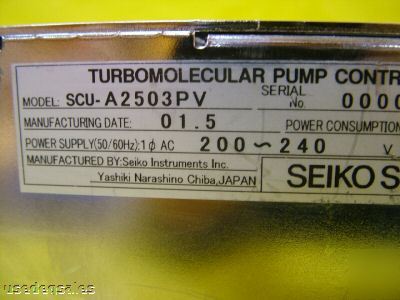 TURBOMOLECULAR PUMP CONTR
MODEL: SCU-A2503PV SERIAL No. 0000
MANUFACTURING DATE: 01.5 POWER CONSUMPTION
POWER SUPPLY(50/60Hz):1φ AC 200~240 V
MANUFACTURED BY:Seiko Instruments Inc.
Yashiki Narashino Chiba,JAPAN
SEIKO S
usedeqsales